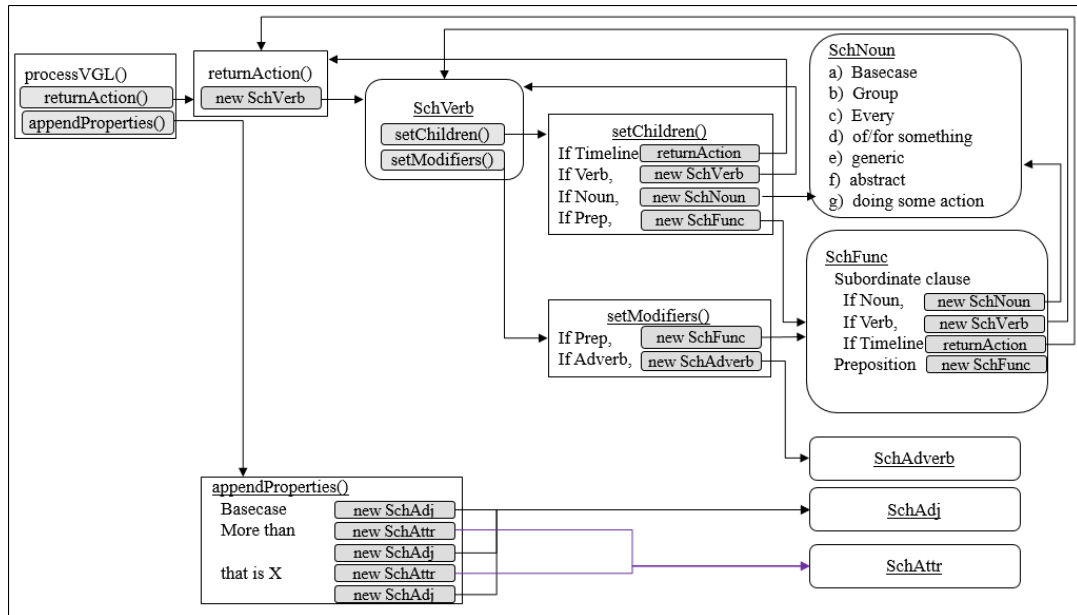 processVGL()
returnAction()
appendProperties()
returnAction()
new SchVerb
SchVerb
setChildren()
setModifiers()
setChildren()
If Timeline returnAction
If Verb, new SchVerb
If Noun, new SchNoun
If Prep, new SchFunc
SchNoun
a) Basecase
b) Group
c) Every
d) of/for something
e) generic
f) abstract
g) doing some action
SchFunc
Subordinate clause
If Noun, new SchNoun
If Verb, new SchVerb
If Timeline returnAction
Preposition new SchFunc
setModifiers()
If Prep, new SchFunc
If Adverb, new SchAdverb
SchAdverb
appendProperties()
Basecase new SchAdj
More than new SchAttr
new SchAdj
that is X new SchAttr
new SchAdj
SchAdj
SchAttr